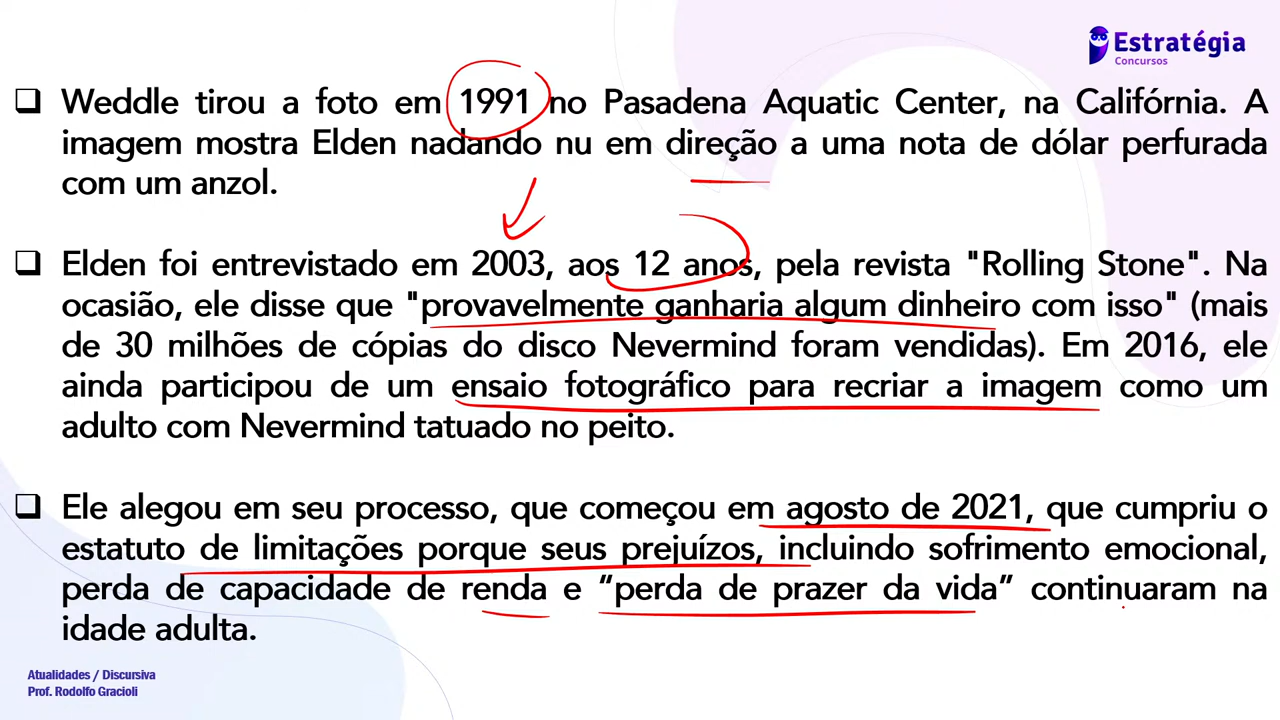 Estratégia
Concursos
❑ Weddle tirou a foto em 1991 no Pasadena Aquatic Center, na Califórnia. A
imagem mostra Elden nadando nu em direção a uma nota de dólar perfurada
com um anzol.
❑ Elden foi entrevistado em 2003, aos 12 anos, pela revista "Rolling Stone". Na
ocasião, ele disse que "provavelmente ganharia algum dinheiro com isso" (mais
de 30 milhões de cópias do disco Nevermind foram vendidas). Em 2016, ele
ainda participou de um ensaio fotográfico para recriar a imagem como um
adulto com Nevermind tatuado no peito.
❑ Ele alegou em seu processo, que começou em agosto de 2021, que cumpriu o
estatuto de limitações porque seus prejuízos, incluindo sofrimento emocional,
perda de capacidade de renda e “perda de prazer da vida” continuaram na
idade adulta.
Atualidades / Discursiva
Prof. Rodolfo Gracioli